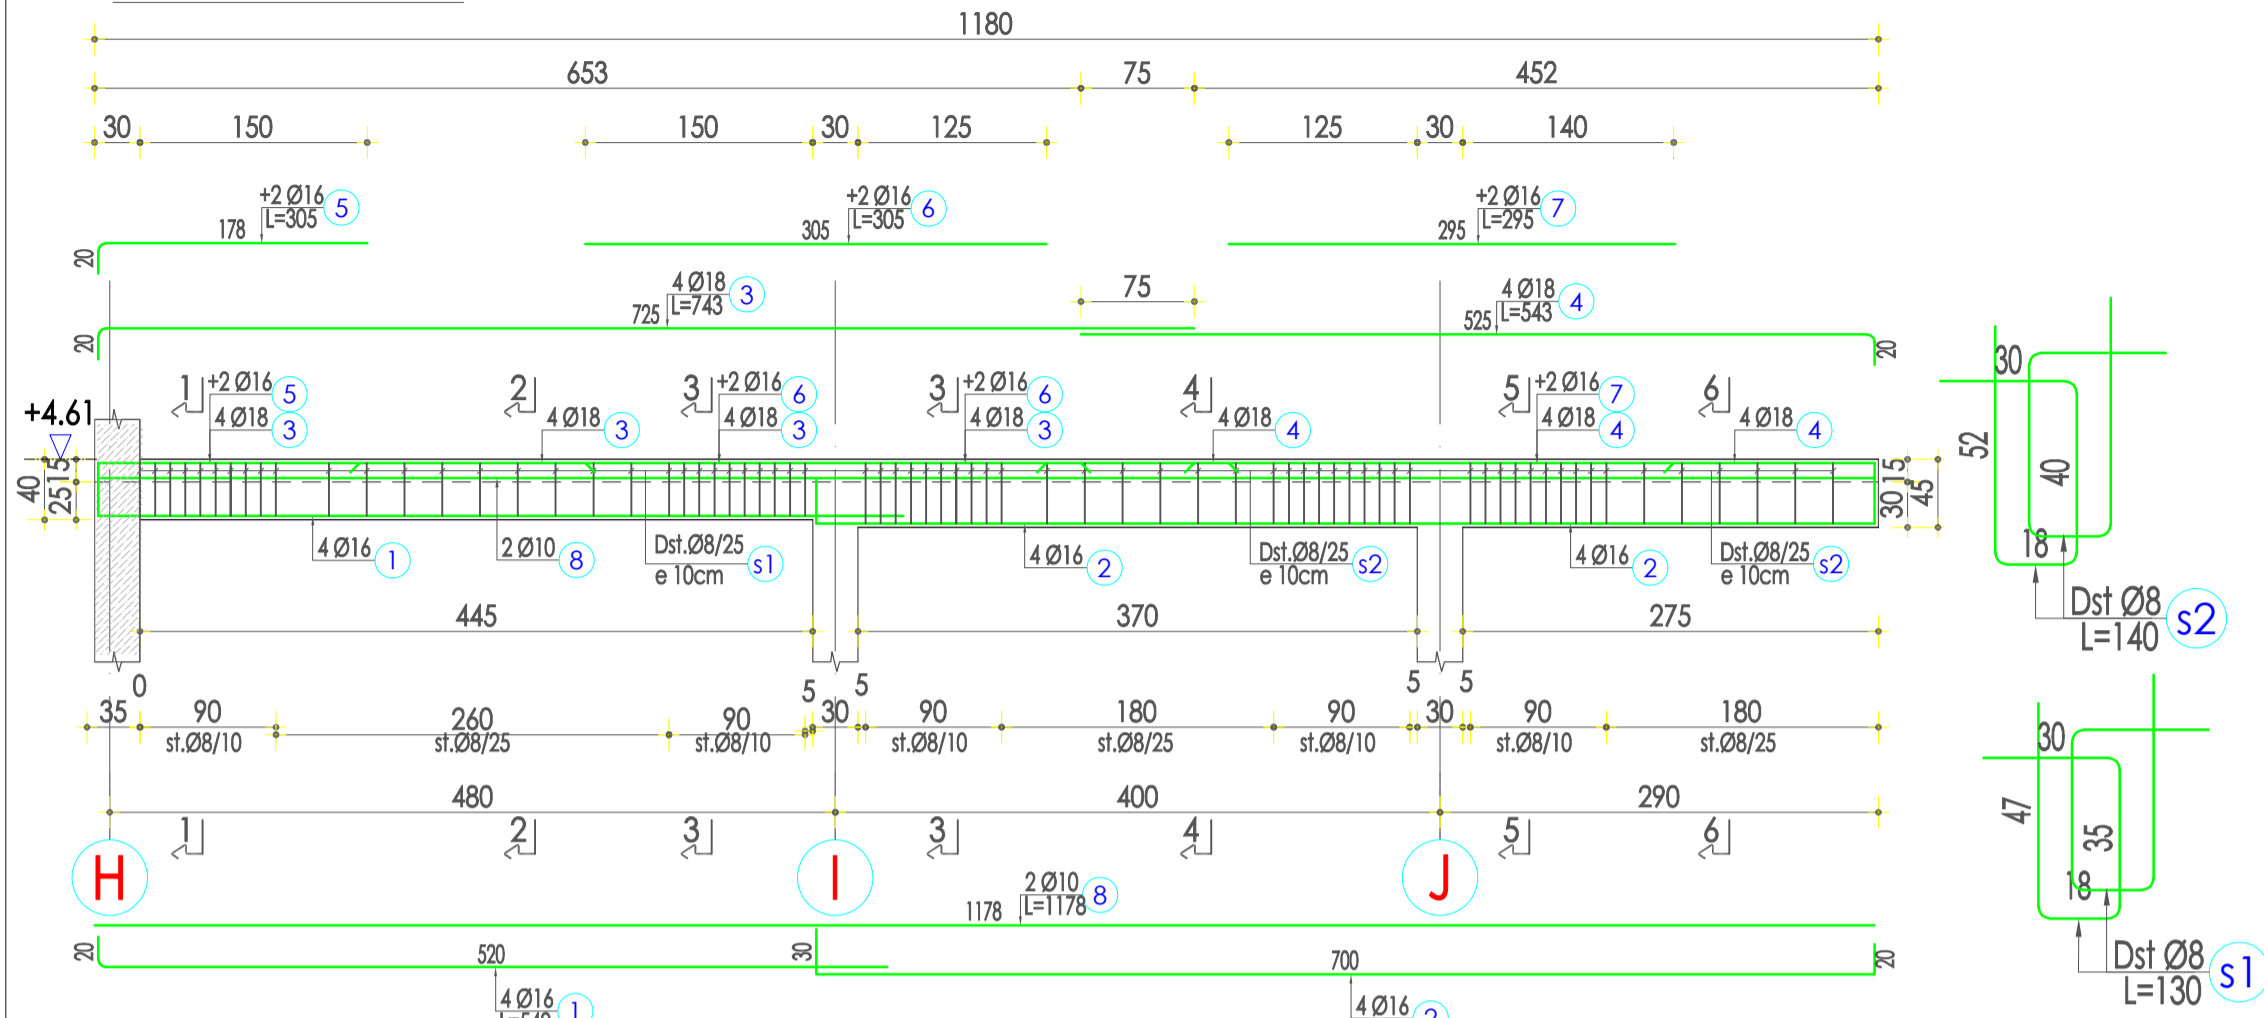 1180
653 75 452
30 150 150 30 125 125 30 140
+2 Ø16 5
L=305
178
20
+2 Ø16 6
L=305
305
+2 Ø16 7
L=295
295
4 Ø18 3
L=743
725
20
75
4 Ø18 4
L=543
525
20
1 +2 Ø16 5
4 Ø18 3
2
4 Ø18 3
3 +2 Ø16 6
4 Ø18 3
3 +2 Ø16 6
4 Ø18 3
4
4 Ø18 4
5 +2 Ø16 7
4 Ø18 4
6
4 Ø18 4
+4.61
40
25 15
30 15
45
4 Ø16 1
2 Ø10 8
Dst.Ø8/25 s1
e 10cm
4 Ø16 2
Dst.Ø8/25 s2
e 10cm
4 Ø16 2
Dst.Ø8/25 s2
e 10cm
445 370 275
0 5 5 5 5
35 90 260 90 30 90 180 90 30 90 180
st.Ø8/10 st.Ø8/25 st.Ø8/10 st.Ø8/10 st.Ø8/25 st.Ø8/10 st.Ø8/10 st.Ø8/25
480 400 290
1 2 3 3 4 5 6
H I J
2 Ø10 8
L=1178
1178
20
520
30
700
20
4 Ø16 1
4 Ø16
30
52
40
18
Dst Ø8 s2
L=140
30
47
35
18
Dst Ø8 s1
L=130